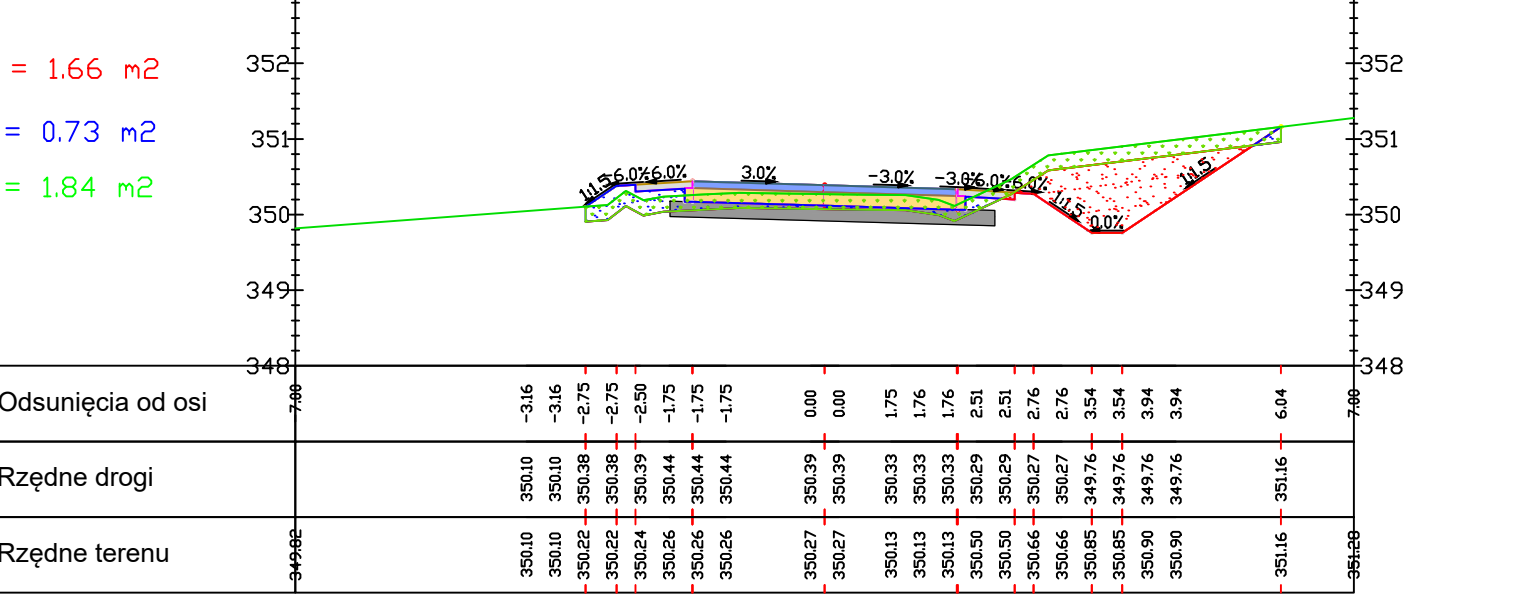 352 352
= 1.66 m2
= 0.73 m2
351 351
= 1.84 m2
1:1.5 -6.0% -6.0% 3.0% -3.0% -3.0% -6.0% -6.0% 1:1.5 0.0% 1:1.5
350 350
349 349
348 348
Odsunięcia od osi -3.16 -3.16 -2.75 -2.75 -2.50 -1.75 -1.75 -1.75 0.00 0.00 1.75 1.76 1.76 2.51 2.51 2.76 2.76 3.54 3.54 3.94 3.94 6.04 7.00
Rzędne drogi 350.10 350.10 350.38 350.38 350.39 350.44 350.44 350.44 350.39 350.39 350.33 350.33 350.33 350.29 350.29 350.27 350.27 349.76 349.76 349.76 349.76 351.16
Rzędne terenu 349.82 350.10 350.10 350.22 350.22 350.24 350.26 350.26 350.26 350.27 350.27 350.13 350.13 350.13 350.50 350.50 350.66 350.66 350.85 350.85 350.90 350.90 351.16 351.28